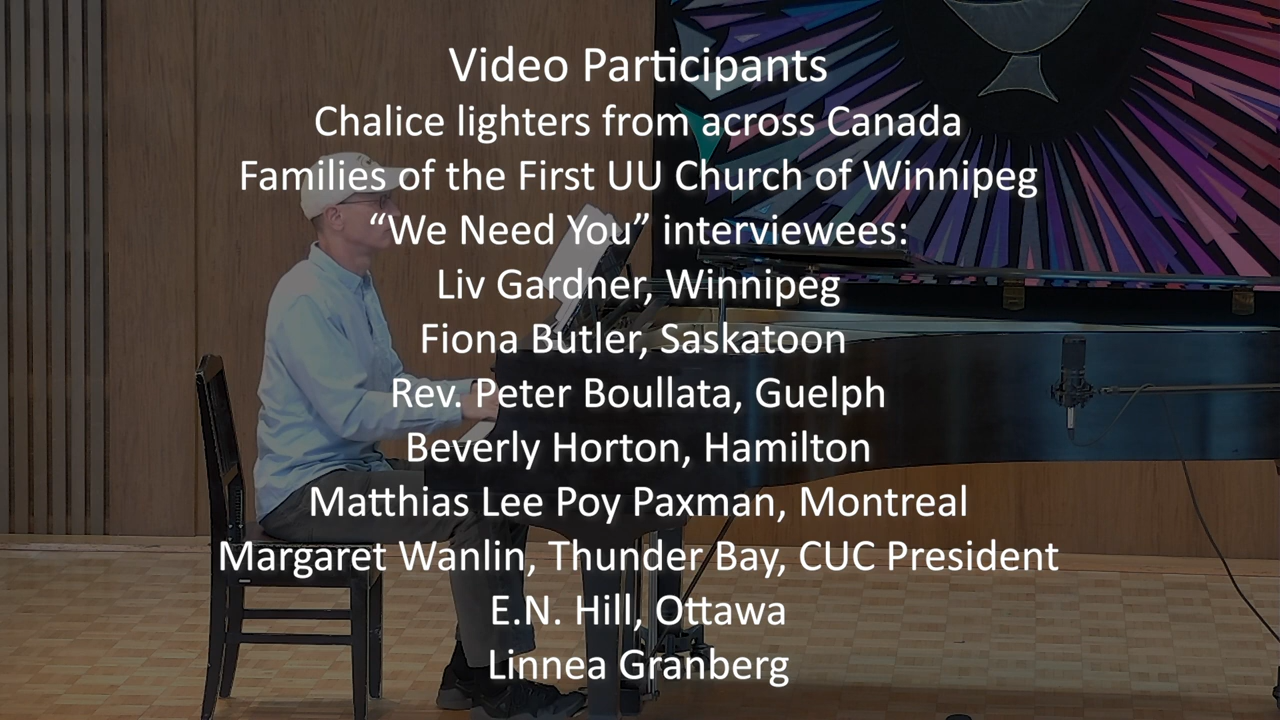 Video Participants
Chalice lighters from across Canada
Families of the First UU Church of Winnipeg
“We Need You” interviewees:
Liv Gardner, Winnipeg
Fiona Butler, Saskatoon
Rev. Peter Boullata, Guelph
Beverly Horton, Hamilton
Matthias Lee Poy Paxman, Montreal
Margaret Wanlin, Thunder Bay, CUC President
E.N. Hill, Ottawa
Linnea Granberg